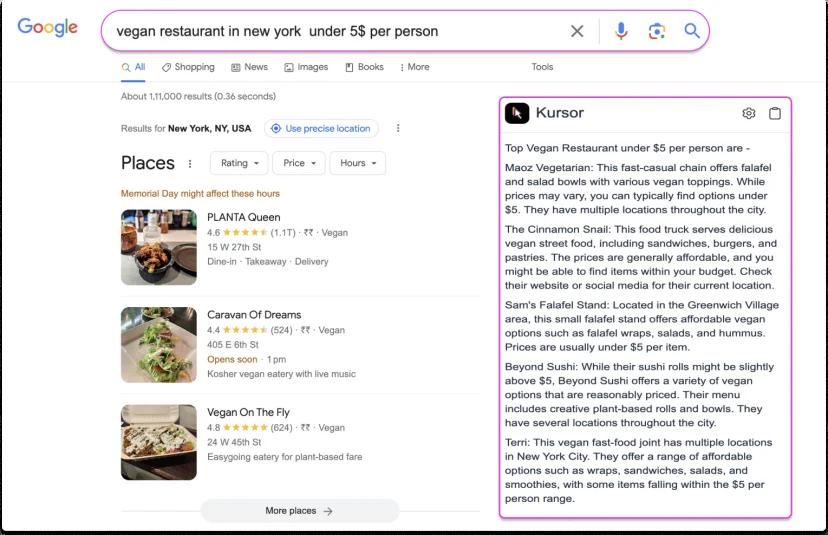 Google
vegan restaurant in new york  under 5$ per person
All
Shopping
News
Images
Books
More
Tools
About 1,11,000 results (0.36 seconds)
Results for New York, NY, USA
Use precise location
Places
Rating
Price
Hours
Memorial Day might affect these hours
PLANTA Queen
4.6 (1.1T) · ₹₹ · Vegan
15 W 27th St
Dine-in · Takeaway · Delivery
Caravan Of Dreams
4.4 (524) · ₹₹ · Vegan
405 E 6th St
Opens soon · 1 pm
Kosher vegan eatery with live music
Vegan On The Fly
4.8 (624) · ₹₹ · Vegan
24 W 45th St
Easygoing eatery for plant-based fare
More places
Kursor
Top Vegan Restaurant under $5 per person are -
Maoz Vegetarian: This fast-casual chain offers falafel
and salad bowls with various vegan toppings. While
prices may vary, you can typically find options under
$5. They have multiple locations throughout the city.
The Cinnamon Snail: This food truck serves delicious
vegan street food, including sandwiches, burgers, and
pastries. The prices are generally affordable, and you
might be able to find items within your budget. Check
their website or social media for their current location.
Sam's Falafel Stand: Located in the Greenwich Village
area, this small falafel stand offers affordable vegan
options such as falafel wraps, salads, and hummus.
Prices are usually under $5 per item.
Beyond Sushi: While their sushi rolls might be slightly
above $5, Beyond Sushi offers a variety of vegan
options that are reasonably priced. Their menu
includes creative plant-based rolls and bowls. They
have several locations throughout the city.
Terri: This vegan fast-food joint has multiple locations
in New York City. They offer a range of affordable
options such as wraps, sandwiches, salads, and
smoothies, with some items falling within the $5 per
person range.